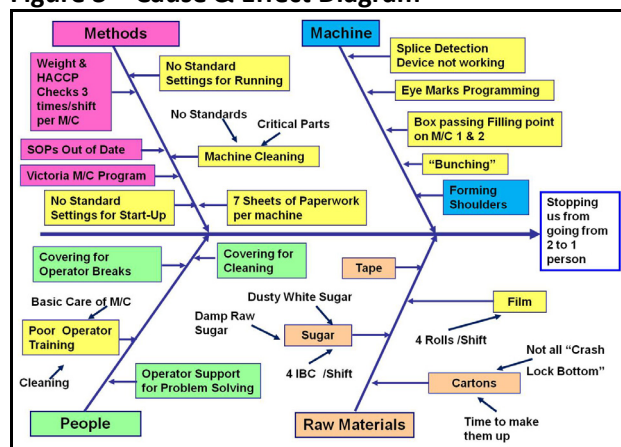 Methods
Machine
Weight &
HACCP
Checks 3
times/shift
per M/C
No Standard
Settings for Running
No Standards
Critical Parts
SOPs Out of Date
Machine Cleaning
Victoria M/C Program
No Standard
Settings for Start-Up
7 Sheets of Paperwork
per machine
Splice Detection
Device not working
Eye Marks Programming
Box passing Filling point
on M/C 1 & 2
“Bunching”
Forming
Shoulders
Stopping
us from
going from
2 to 1
person
Covering for
Operator Breaks
Covering for
Cleaning
Basic Care of M/C
Poor Operator
Training
Cleaning
Operator Support
for Problem Solving
People
Tape
Dusty White Sugar
Damp Raw
Sugar
Sugar
4 IBC /Shift
Film
4 Rolls /Shift
Not all “Crash
Lock Bottom”
Cartons
Time to make
them up
Raw Materials